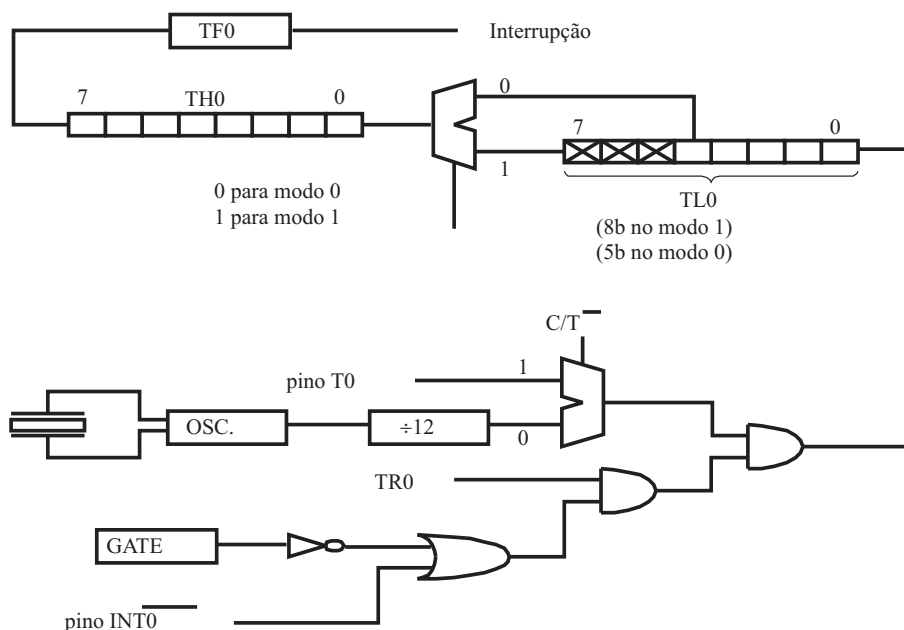 TF0
Interrupção
7 TH0 0
0
7 0
1
0 para modo 0
1 para modo 1
TL0
(8b no modo 1)
(5b no modo 0)
C/T
pino T0
1
OSC.
÷12
0
TR0
GATE
pino INT0